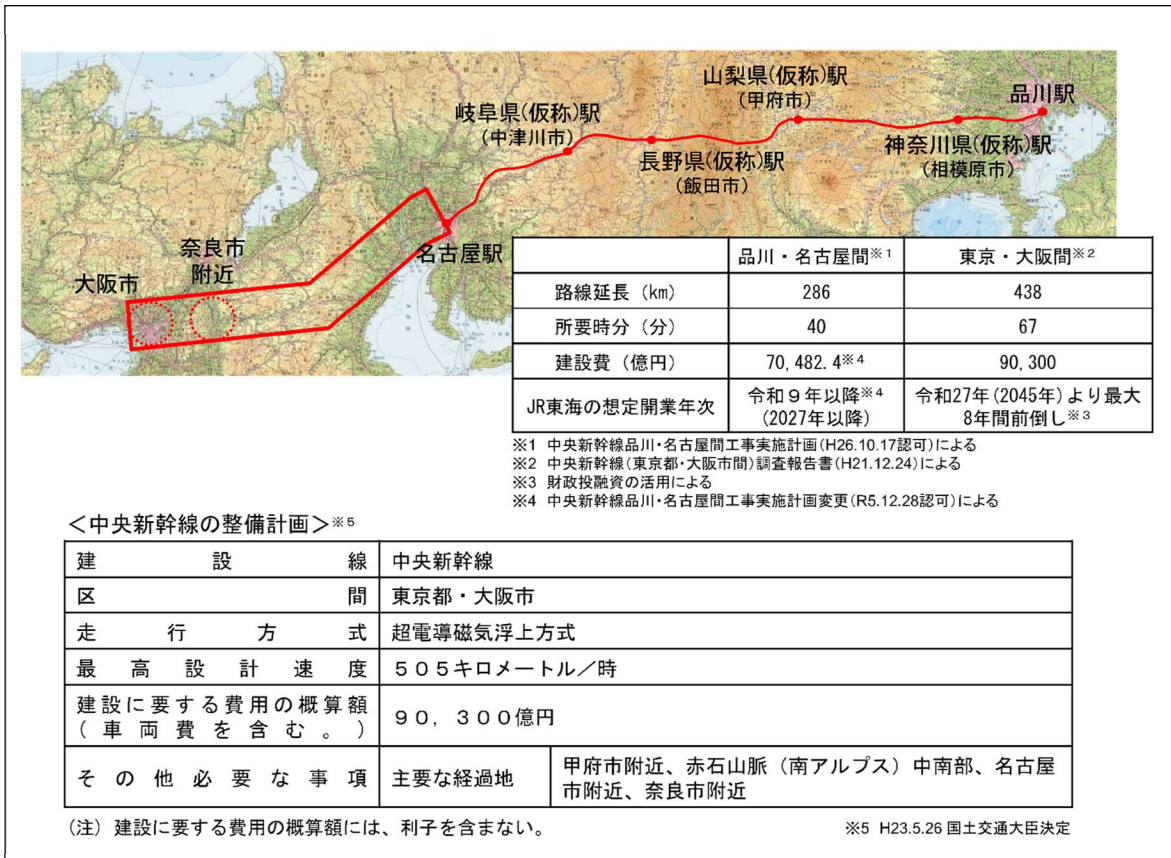 山梨県(仮称)駅
(甲府市)
品川駅
岐阜県(仮称)駅
(中津川市)
長野県(仮称)駅
(飯田市)
神奈川県(仮称)駅
(相模原市)
名古屋駅
奈良市
附近
大阪市
品川・名古屋間※1 東京・大阪間※2
路線延長(km) 286 438
所要時分(分) 40 67
建設費(億円) 70,482.4※4 90,300
JR東海の想定開業年次 令和9年以降※4 (2027年以降) 令和27年(2045年)より最大8年間前倒し※3
※1 中央新幹線品川・名古屋間工事実施計画(H26.10.17認可)による
※2 中央新幹線(東京都・大阪市間)調査報告書(H21.12.24)による
※3 財政投融資の活用による
※4 中央新幹線品川・名古屋間工事実施計画変更(R5.12.28認可)による
<中央新幹線の整備計画>※5
建設線 中央新幹線
区間 東京都・大阪市
走行方式 超電導磁気浮上方式
最高設計速度 505キロメートル/時
建設に要する費用の概算額
(車両費を含む。) 90,300億円
その他必要な事項 主要な経過地 甲府市附近、赤石山脈(南アルプス)中南部、名古屋
市附近、奈良市附近
(注) 建設に要する費用の概算額には、利子を含まない。
※5 H23.5.26 国土交通大臣決定